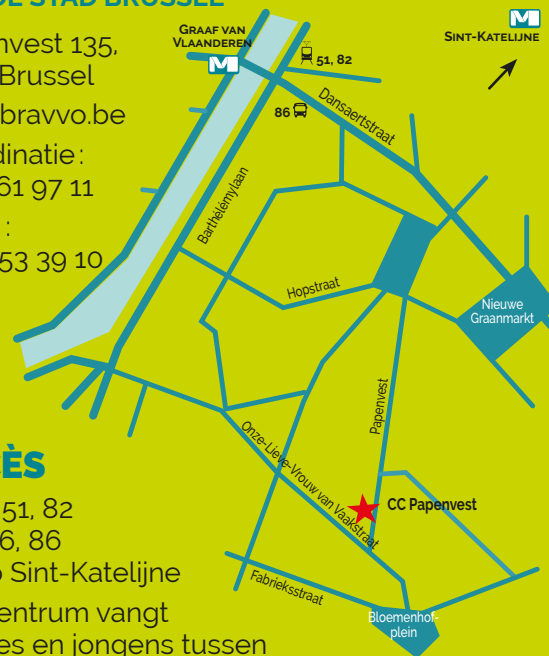 DE STAD BRUSSEL
nvest 135,
Brussel
bravvo.be
dinatie :
61 97 11
:
53 39 10
CÈS
51, 82
6, 86
o Sint-Katelijne
entrum vangt
es en jongens tussen
GRAAF VAN
VLAANDEREN
M
51, 82
86
M
SINT-KATELIJNE
Dansaertstraat
Barthélémylaan
Hopstraat
Nieuwe
Graanmarkt
Papenvest
Onze-Lieve-Vrouw van Vaakstraat
CC Papenvest
Fabrieksstraat
Bloemenhof-
plein